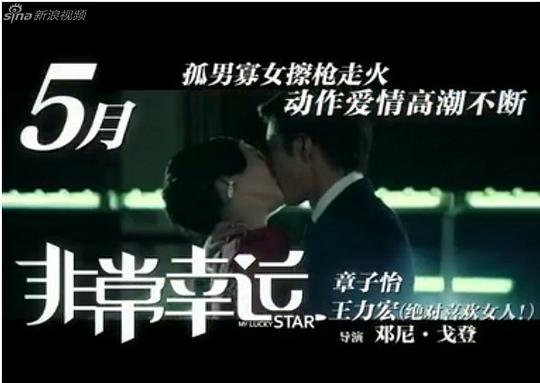 sina 新浪视频
5月
孤男寡女擦枪走火
动作爱情高潮不断
非常幸运
MY LUCKY STAR
章子怡
王力宏(绝对喜欢女人!)
导演 邓尼·戈登